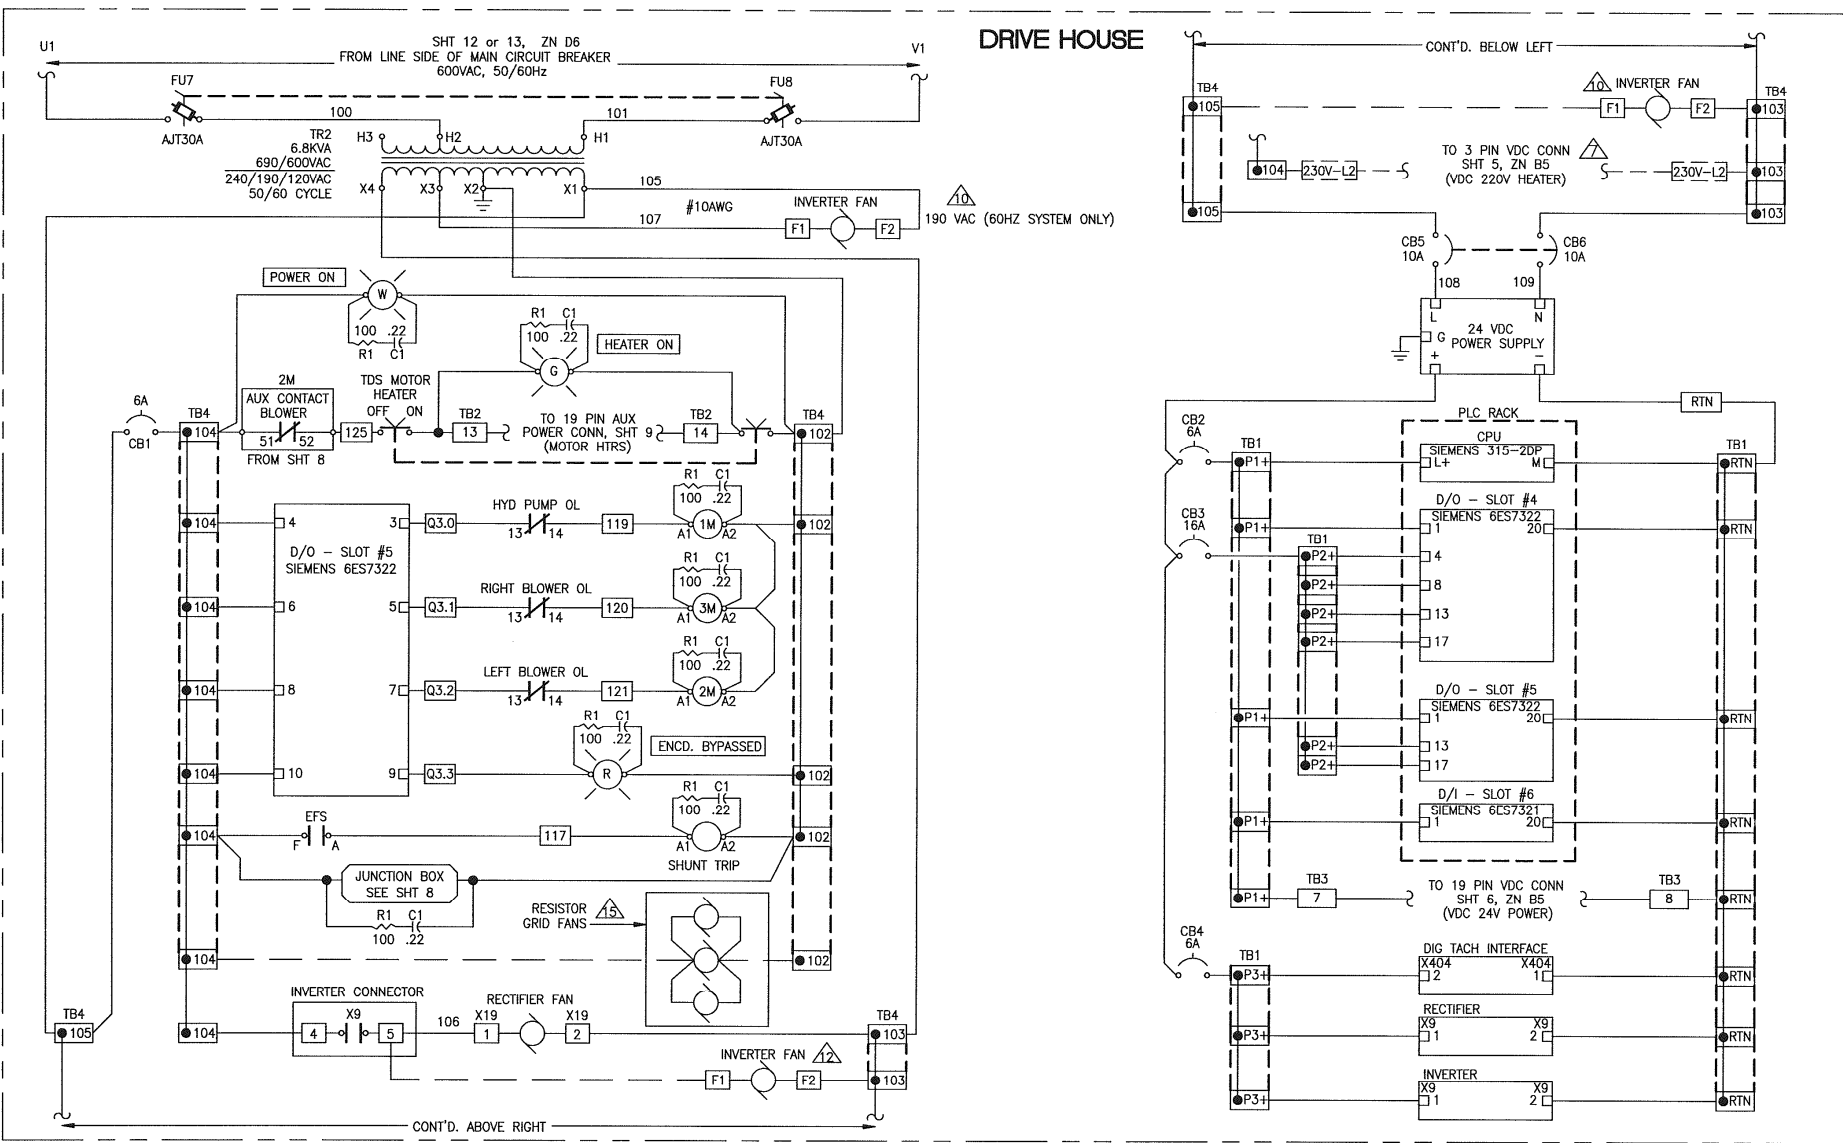 DRIVE HOUSE
U1
SHT 12 or 13, ZN D6
FROM LINE SIDE OF MAIN CIRCUIT BREAKER
600VAC, 50/60Hz
V1
FU7
FU8
AJT30A
100
101
AJT30A
TR2
6.8KVA
690/600VAC
240/190/120VAC
50/60 CYCLE
H3
H2
H1
X4
X3
X2
X1
105
107
#10AWG
INVERTER FAN
F1
F2
10
190 VAC (60HZ SYSTEM ONLY)
POWER ON
W
100 .22
R1 C1
R1 C1
100 .22
G
HEATER ON
6A
CB1
TB4
104
2M
AUX CONTACT
BLOWER
51 52
FROM SHT 8
125
TDS MOTOR
HEATER
OFF ON
TB2
13
TO 19 PIN AUX
POWER CONN, SHT 9
(MOTOR HTRS)
TB2
14
TB4
102
104
4
3
Q3.0
HYD PUMP OL
13 14
119
R1 C1
100 .22
A1 1M A2
102
D/O - SLOT #5
SIEMENS 6ES7322
104
6
5
Q3.1
RIGHT BLOWER OL
13 14
120
R1 C1
100 .22
A1 3M A2
104
8
7
Q3.2
LEFT BLOWER OL
13 14
121
R1 C1
100 .22
A1 2M A2
104
10
9
Q3.3
R1 C1
100 .22
R
ENCD. BYPASSED
102
104
EFS
F A
117
R1 C1
100 .22
A1 A2
SHUNT TRIP
102
JUNCTION BOX
SEE SHT 8
R1 C1
100 .22
RESISTOR
GRID FANS
15
104
102
INVERTER CONNECTOR
104
4
X9
5
106
X19
1
RECTIFIER FAN
X19
2
TB4
103
TB4
105
INVERTER FAN
12
F1
F2
103
CONT'D. ABOVE RIGHT
CONT'D. BELOW LEFT
TB4
105
10
INVERTER FAN
F1
F2
TB4
103
104
230V-L2
TO 3 PIN VDC CONN
SHT 5, ZN B5
(VDC 220V HEATER)
7
230V-L2
103
105
103
CB5
10A
CB6
10A
108
109
L
N
G
24 VDC
POWER SUPPLY
+
-
RTN
CB2
6A
TB1
P1+
PLC RACK
CPU
SIEMENS 315-2DP
L+
M
TB1
RTN
CB3
16A
P1+
D/O - SLOT #4
SIEMENS 6ES7322
1
20
RTN
TB1
P2+
4
P2+
8
P2+
13
P2+
17
D/O - SLOT #5
SIEMENS 6ES7322
P1+
1
20
RTN
P2+
13
P2+
17
D/I - SLOT #6
SIEMENS 6ES7321
P1+
1
20
RTN
P1+
TB3
7
TO 19 PIN VDC CONN
SHT 6, ZN B5
(VDC 24V POWER)
TB3
8
RTN
CB4
6A
TB1
P3+
DIG TACH INTERFACE
X404
X404
2
1
RTN
RECTIFIER
X9
X9
P3+
1
2
RTN
INVERTER
X9
X9
P3+
1
2
RTN